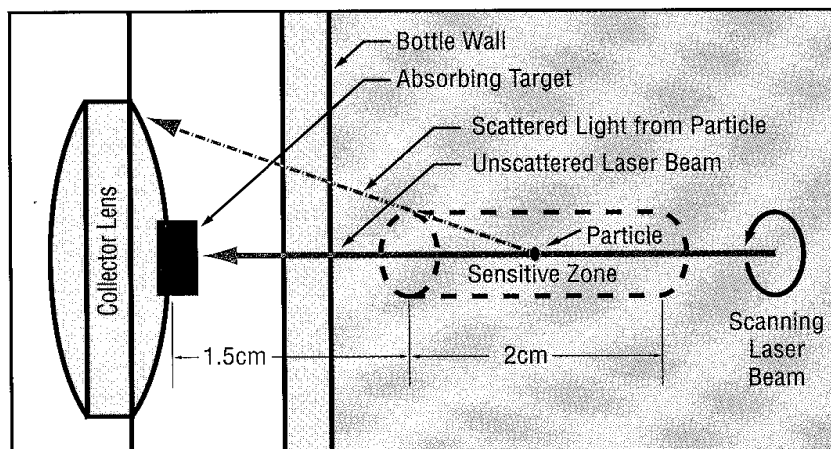 Bottle Wall
Absorbing Target
Scattered Light from Particle
Unscattered Laser Beam
Collector Lens
Particle
Sensitive Zone
1.5cm
2cm
Scanning
Laser
Beam